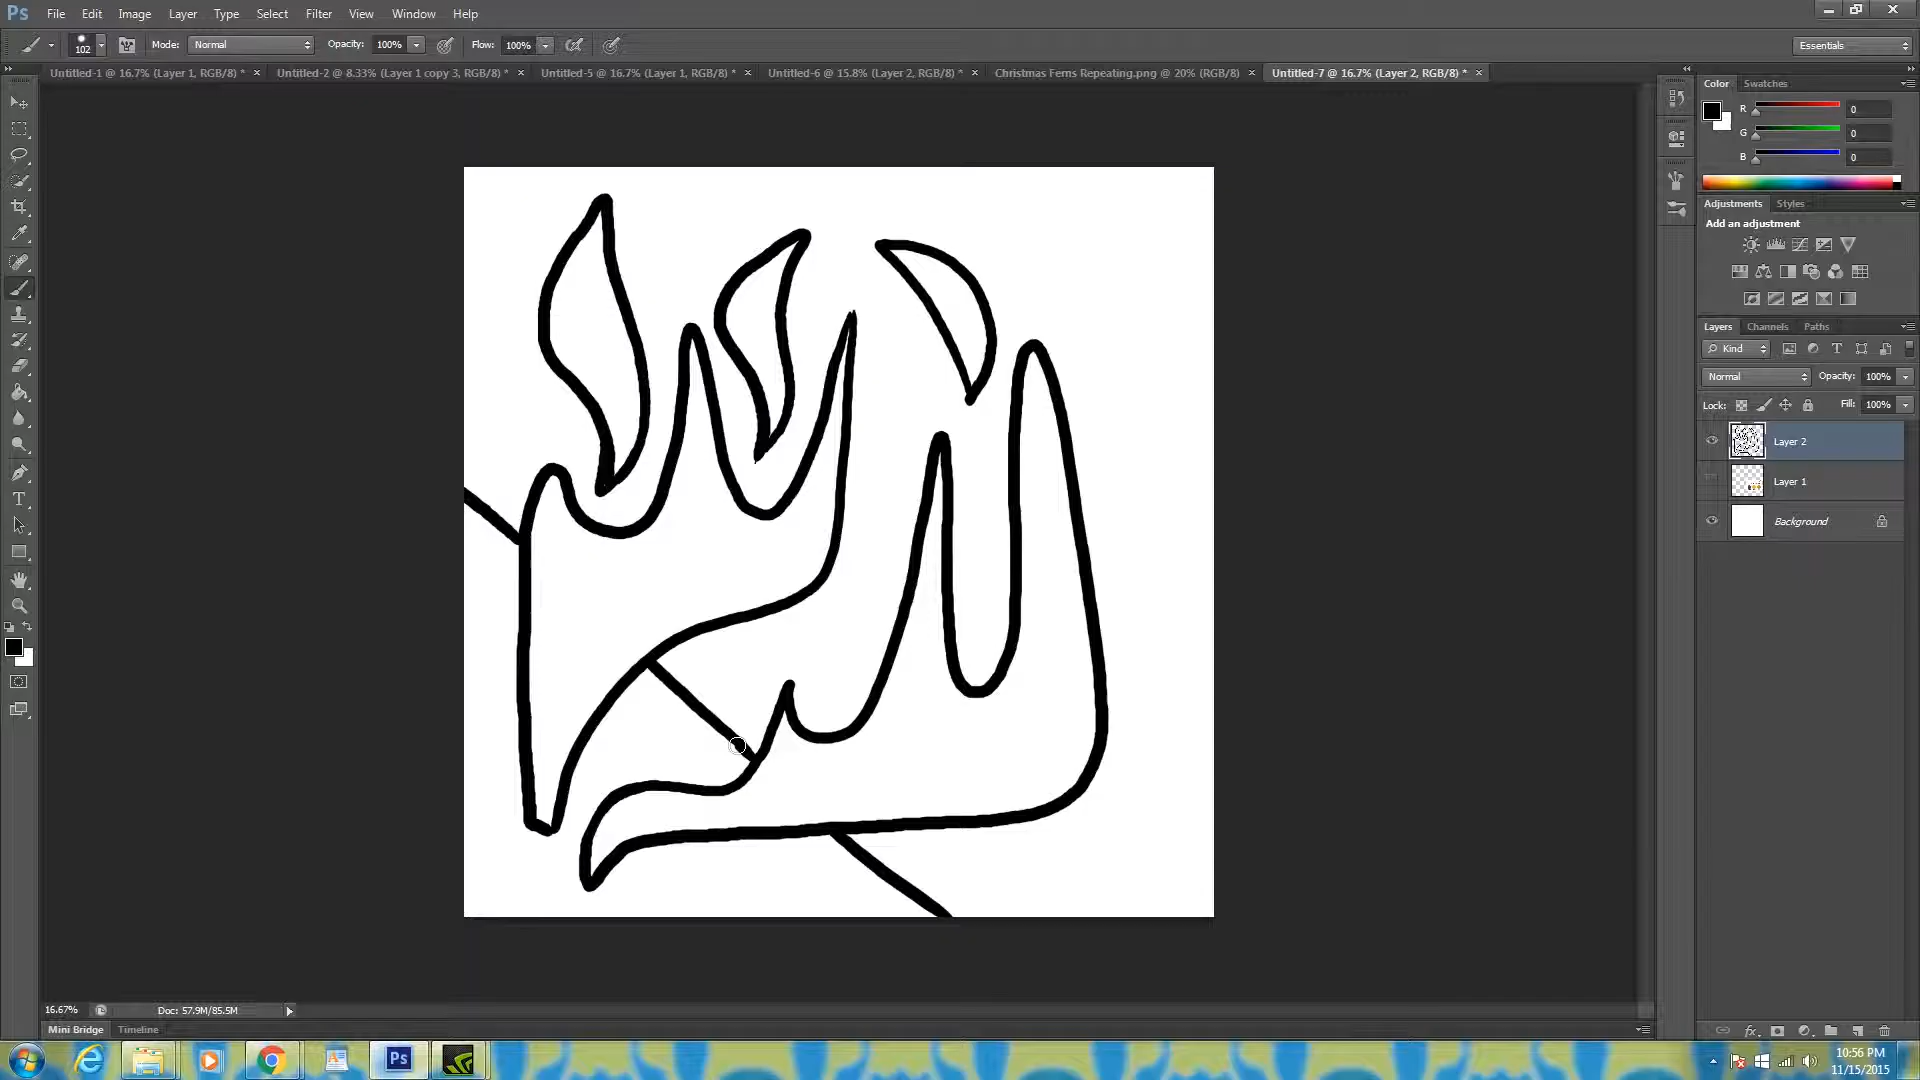 Ps File Edit Image Layer Type Select Filter View Window Help
102 Mode: Normal Opacity: 100% Flow: 100% Essentials
Untitled-1 @ 16.7% (Layer 1, RGB/8) * × Untitled-2 @ 8.33% (Layer 1 copy 3, RGB/8) * × Untitled-5 @ 16.7% (Layer 1, RGB/8) * × Untitled-6 @ 15.8% (Layer 2, RGB/8) * × Christmas Ferns Repeating.png @ 20% (RGB/8) × Untitled-7 @ 16.7% (Layer 2, RGB/8) * ×
Color Swatches
R 0
G 0
B 0
Adjustments Styles
Add an adjustment
Layers Channels Paths
Kind
Normal Opacity: 100%
Lock: Fill: 100%
Layer 2
Layer 1
Background
16.67% Doc: 57.9M/85.5M
Mini Bridge Timeline
Ps
10:56 PM
11/15/2015